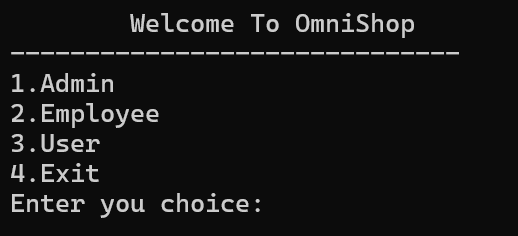 Welcome To OmniShop
------------------------------
1.Admin
2.Employee
3.User
4.Exit
Enter you choice: